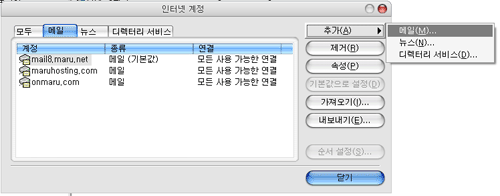 인터넷 계정
모두 메일 뉴스 디렉터리 서비스
계정 종류 연결
mail8,maru,net 메일 (기본값) 모든 사용 가능한 연결
maruhosting,com 메일 모든 사용 가능한 연결
onmaru,com 메일 모든 사용 가능한 연결
추가(A)
제거(R)
속성(P)
기본값으로 설정(D)
가져오기(I)...
내보내기(E)...
순서 설정(S)...
닫기
메일(M)...
뉴스(N)...
디렉터리 서비스(D)...